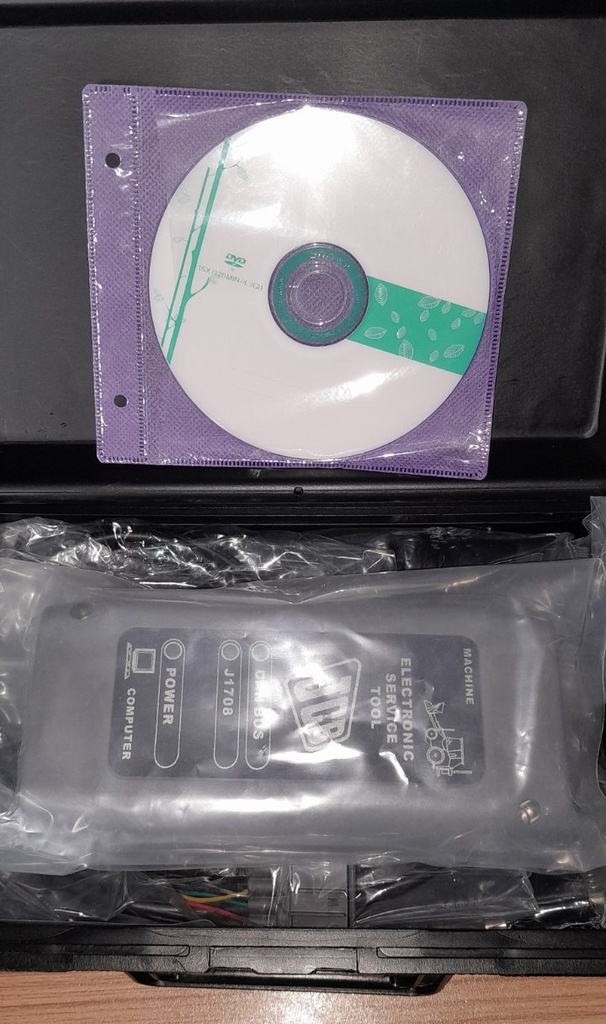 DVD
MACHINE
ELECTRONIC
SERVICE
TOOL
JCB
CAN BUS
J1708
POWER
COMPUTER